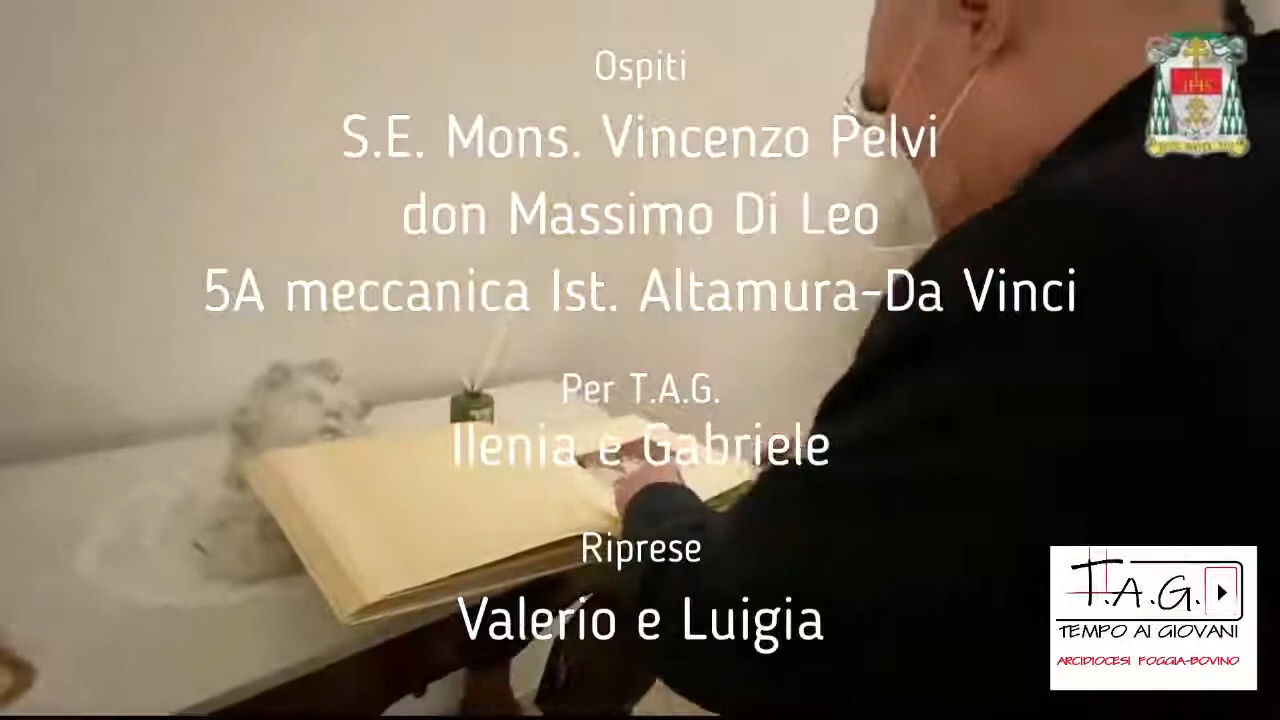 Ospiti
S.E. Mons. Vincenzo Pelvi
don Massimo Di Leo
5A meccanica Ist. Altamura-Da Vinci
Per T.A.G.
Ilenia e Gabriele
Riprese
Valerio e Luigia
T.A.G.
TEMPO AI GIOVANI
ARCIDIOCESI FOGGIA-BOVINO